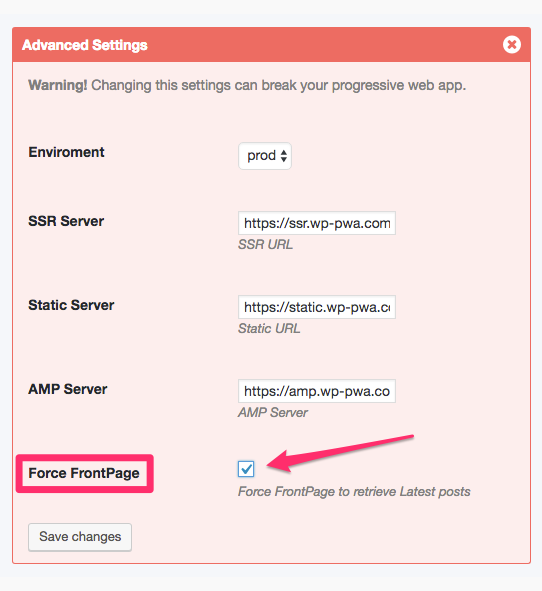 Advanced Settings
Warning! Changing this settings can break your progressive web app.
Enviroment
prod
SSR Server
https://ssr.wp-pwa.com
SSR URL
Static Server
https://static.wp-pwa.c
Static URL
AMP Server
https://amp.wp-pwa.co
AMP Server
Force FrontPage
Force FrontPage to retrieve Latest posts
Save changes